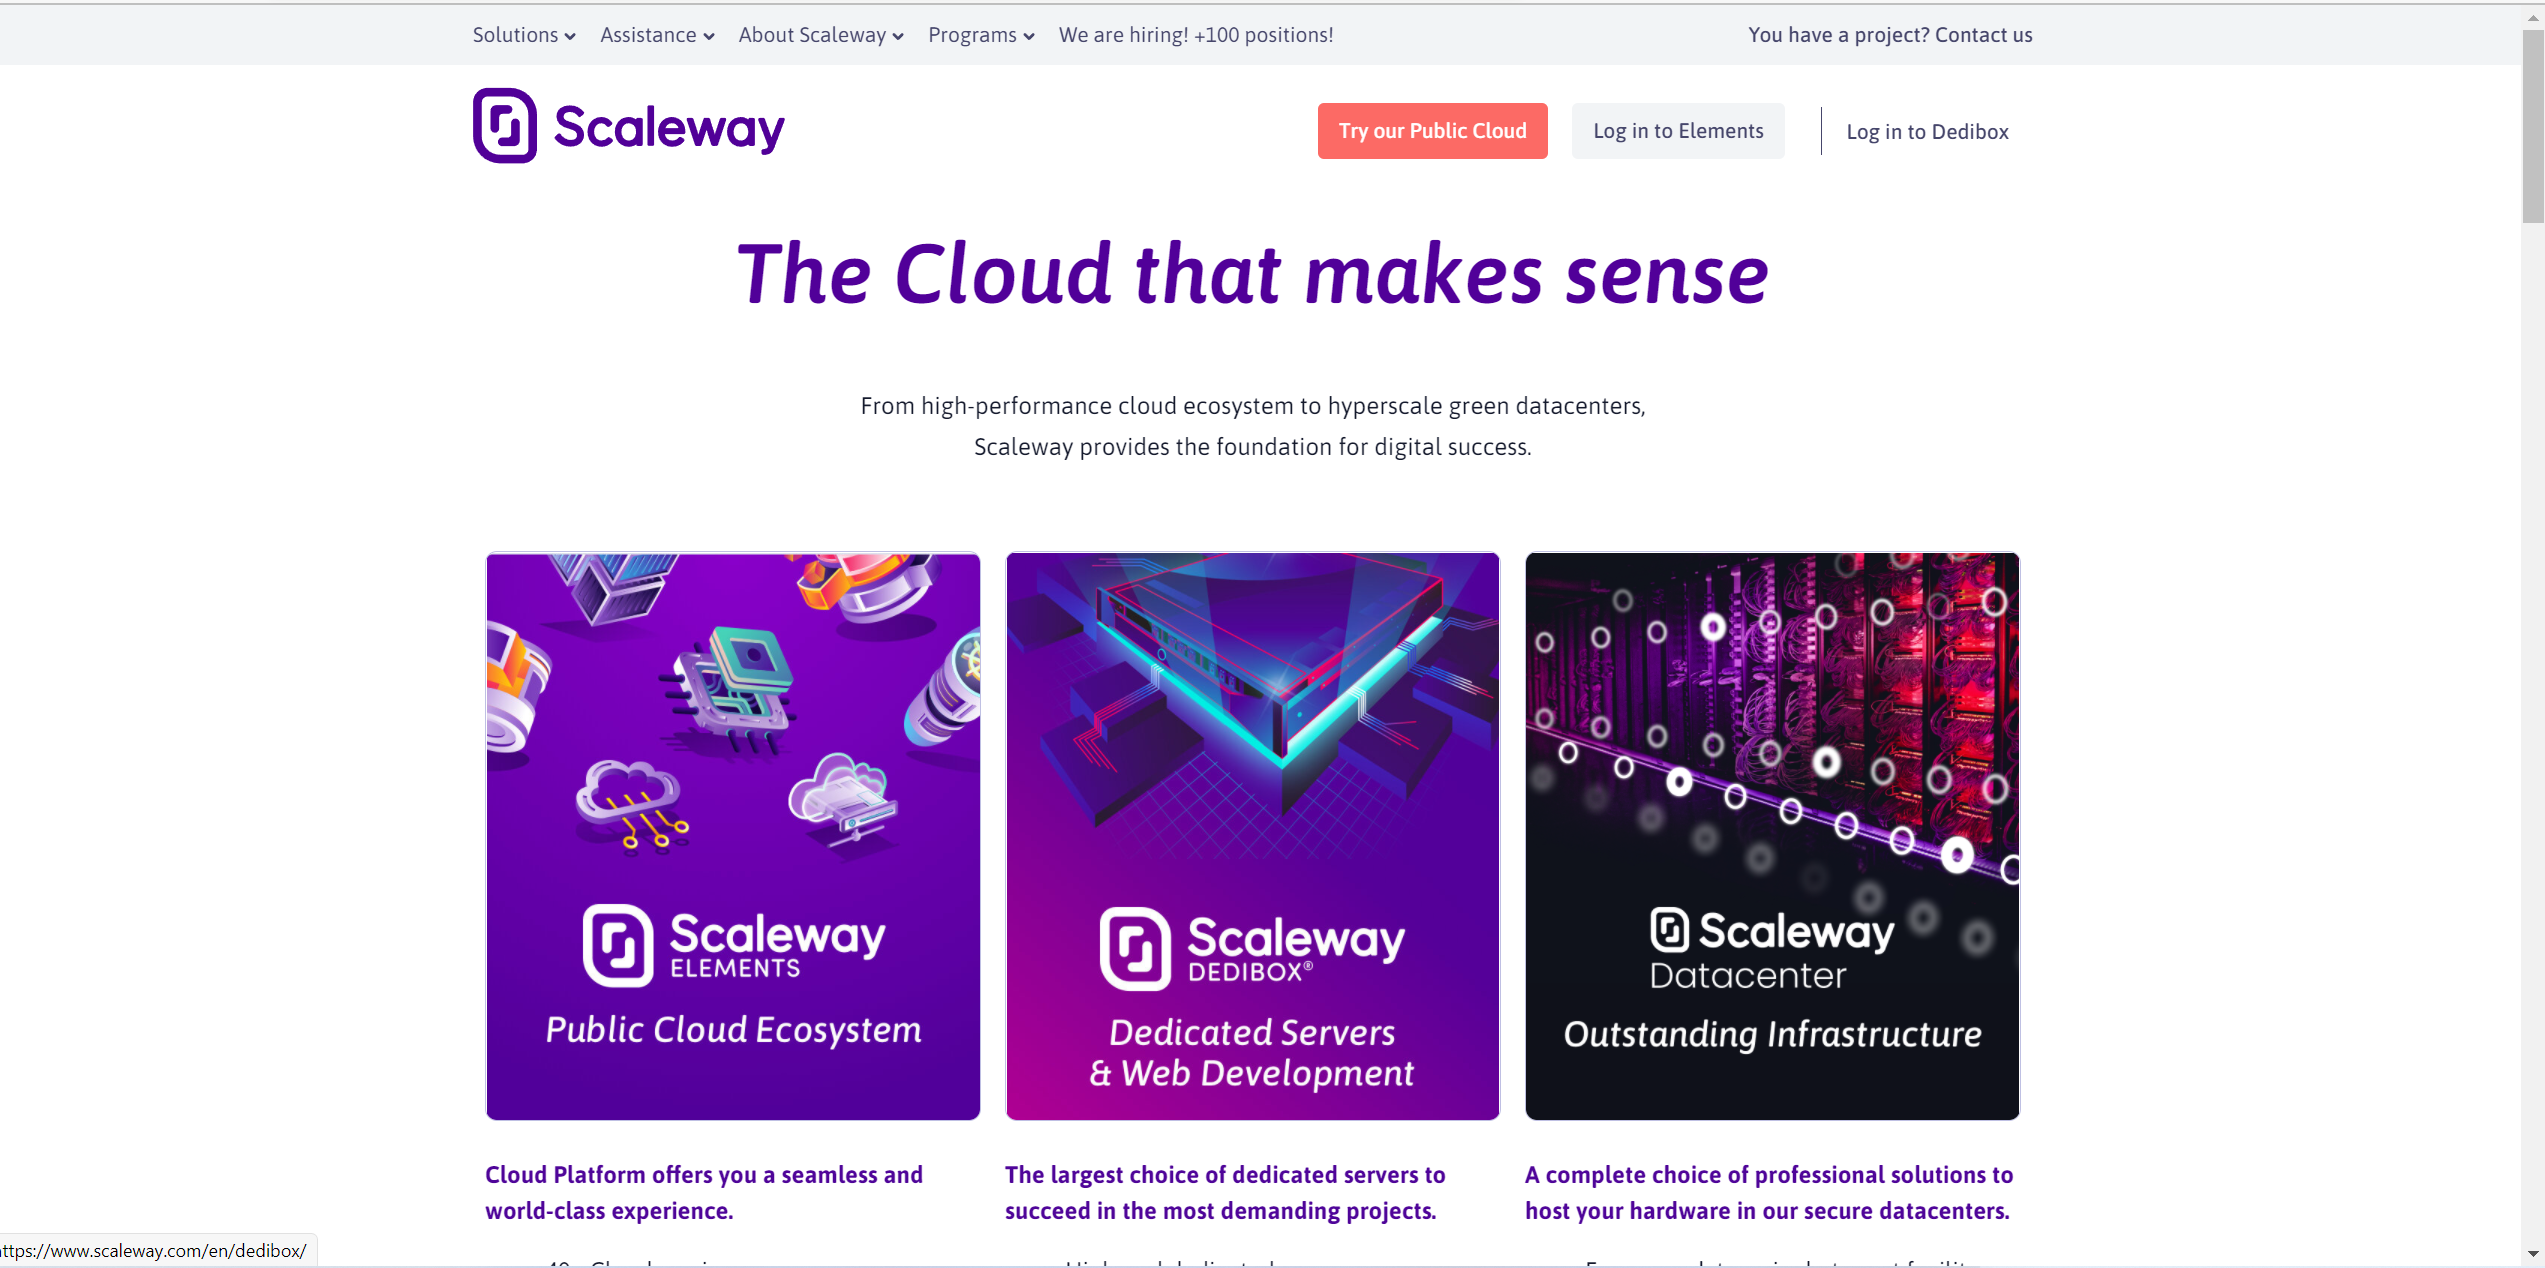 Solutions Assistance About Scaleway Programs We are hiring! +100 positions! You have a project? Contact us
Scaleway Try our Public Cloud Log in to Elements Log in to Dedibox
The Cloud that makes sense
From high-performance cloud ecosystem to hyperscale green datacenters,
Scaleway provides the foundation for digital success.
Scaleway
ELEMENTS
Public Cloud Ecosystem
Scaleway
DEDIBOX®
Dedicated Servers
& Web Development
Scaleway
Datacenter
Outstanding Infrastructure
Cloud Platform offers you a seamless and
world-class experience.
The largest choice of dedicated servers to
succeed in the most demanding projects.
A complete choice of professional solutions to
host your hardware in our secure datacenters.
ttps://www.scaleway.com/en/dedibox/